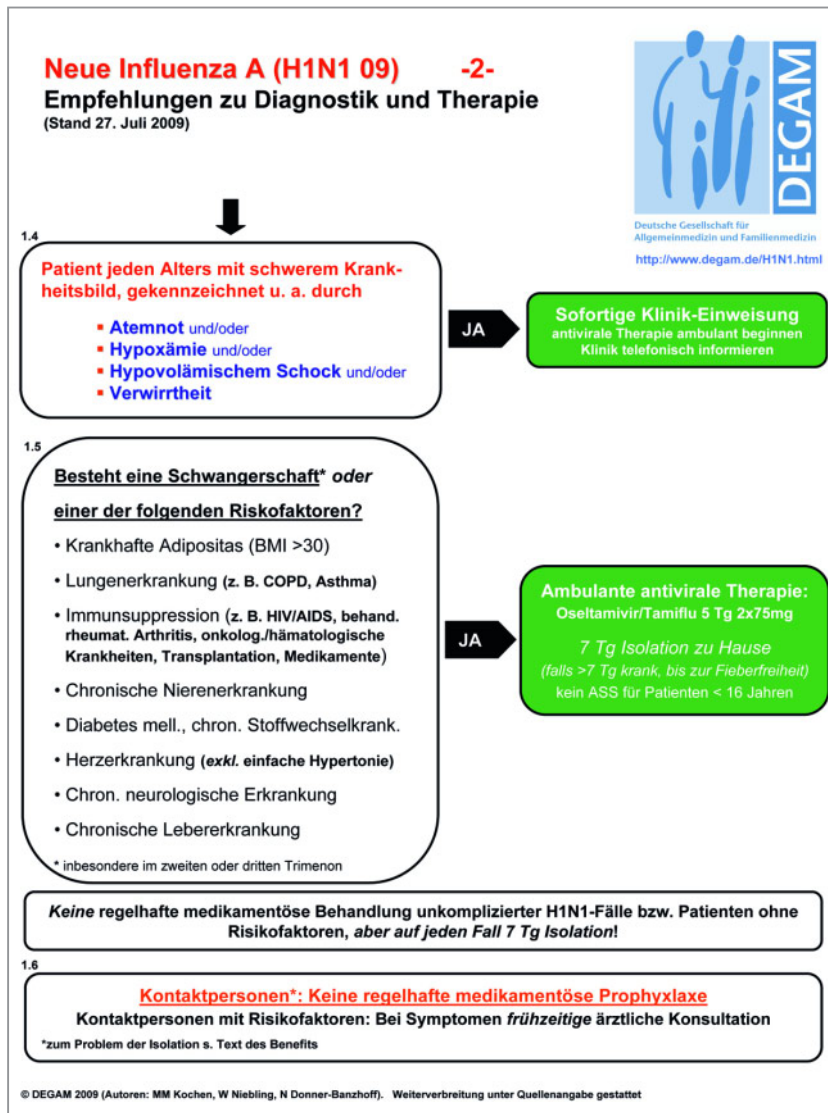 Neue Influenza A (H1N1 09) -2-
Empfehlungen zu Diagnostik und Therapie
(Stand 27. Juli 2009)
DEGAM
Deutsche Gesellschaft für
Allgemeinmedizin und Familienmedizin
http://www.degam.de/H1N1.html
1.4
Patient jeden Alters mit schwerem Krank-
heitsbild, gekennzeichnet u. a. durch
▪ Atemnot und/oder
▪ Hypoxämie und/oder
▪ Hypovolämischem Schock und/oder
▪ Verwirrtheit
JA
Sofortige Klinik-Einweisung
antivirale Therapie ambulant beginnen
Klinik telefonisch informieren
1.5
Besteht eine Schwangerschaft* oder
einer der folgenden Riskofaktoren?
• Krankhafte Adipositas (BMI >30)
• Lungenerkrankung (z. B. COPD, Asthma)
• Immunsuppression (z. B. HIV/AIDS, behand.
rheumat. Arthritis, onkolog./hämatologische
Krankheiten, Transplantation, Medikamente)
• Chronische Nierenerkrankung
• Diabetes mell., chron. Stoffwechselkrank.
• Herzerkrankung (exkl. einfache Hypertonie)
• Chron. neurologische Erkrankung
• Chronische Lebererkrankung
* inbesondere im zweiten oder dritten Trimenon
JA
Ambulante antivirale Therapie:
Oseltamivir/Tamiflu 5 Tg 2x75mg
7 Tg Isolation zu Hause
(falls >7 Tg krank, bis zur Fieberfreiheit)
kein ASS für Patienten < 16 Jahren
Keine regelhafte medikamentöse Behandlung unkomplizierter H1N1-Fälle bzw. Patienten ohne
Risikofaktoren, aber auf jeden Fall 7 Tg Isolation!
1.6
Kontaktpersonen*: Keine regelhafte medikamentöse Prophyxlaxe
Kontaktpersonen mit Risikofaktoren: Bei Symptomen frühzeitige ärztliche Konsultation
*zum Problem der Isolation s. Text des Benefits
© DEGAM 2009 (Autoren: MM Kochen, W Niebling, N Donner-Banzhoff). Weiterverbreitung unter Quellenangabe gestattet